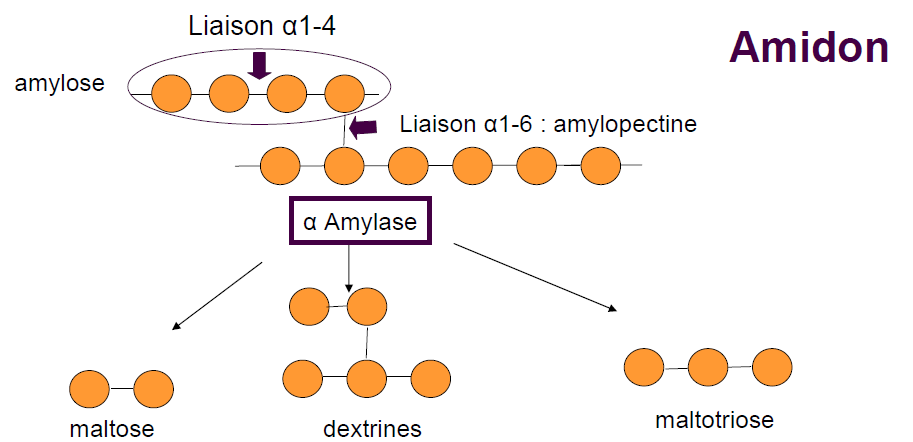 Liaison α1-4
Amidon
amylose
Liaison α1-6 : amylopectine
α Amylase
maltose
dextrines
maltotriose